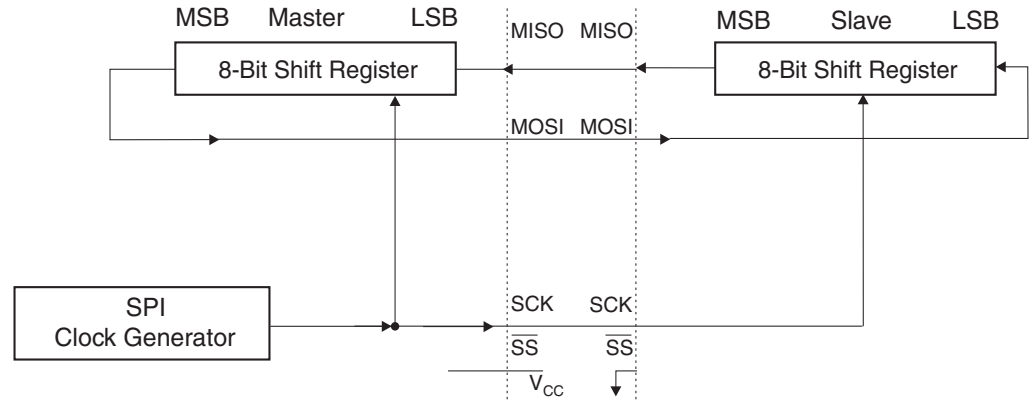 MSB Master LSB
MISO MISO
MSB Slave LSB
8-Bit Shift Register
8-Bit Shift Register
MOSI MOSI
SPI
Clock Generator
SCK SCK
SS SS
VCC